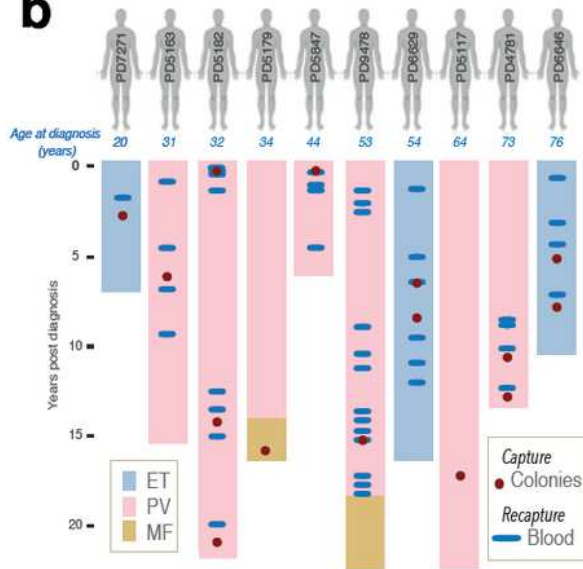 b
PD7271 PD5163 PD5182 PD5179 PD5847 PD9478 PD6629 PD5117 PD4781 PD6646
Age at diagnosis
(years)
20 31 32 34 44 53 54 64 73 76
0
5
10
15
20
Years post diagnosis
ET
PV
MF
Capture
Colonies
Recapture
Blood